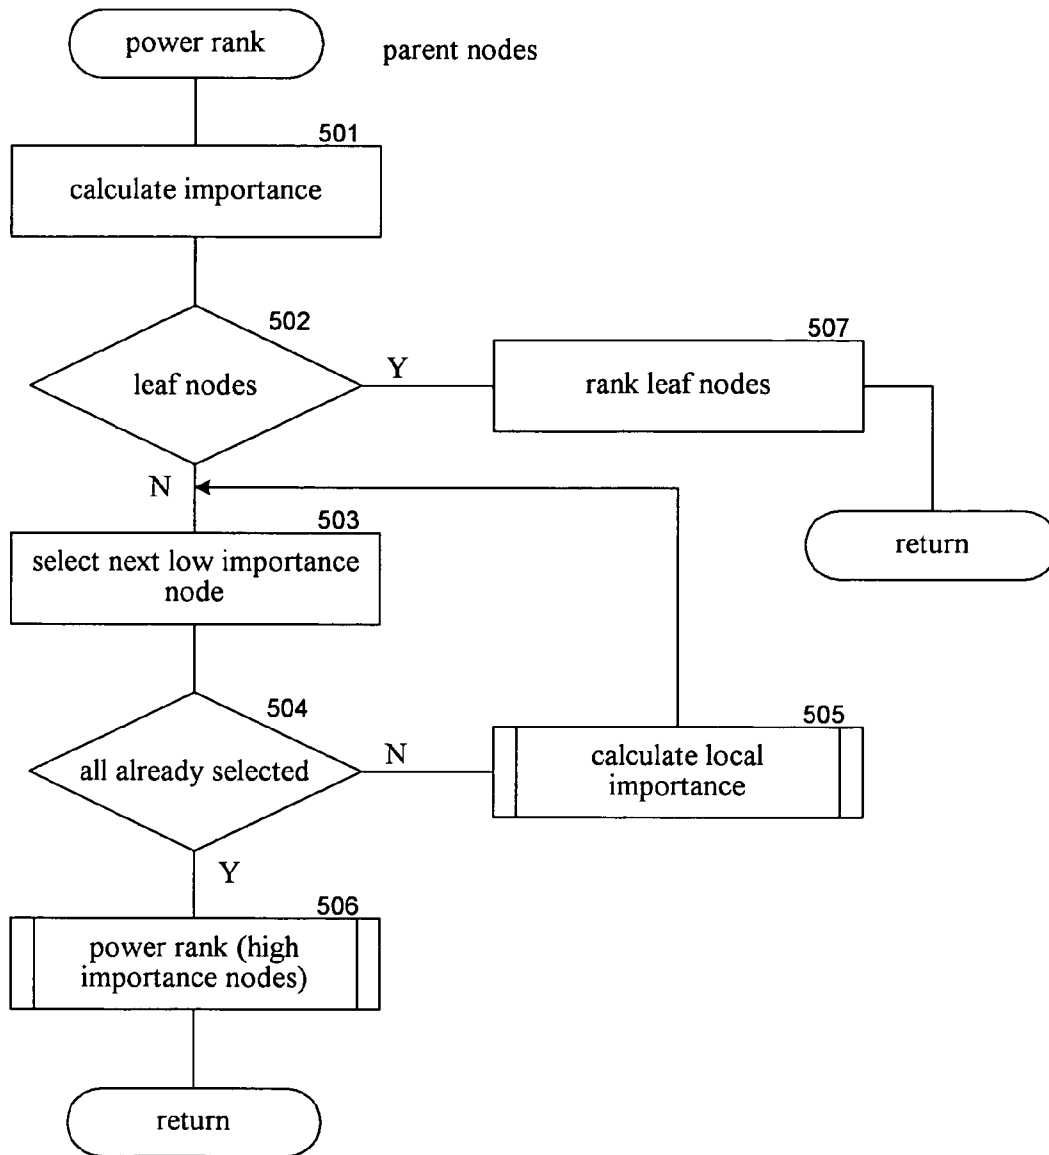 power rank
parent nodes
501
calculate importance
502
leaf nodes
Y
507
rank leaf nodes
N
return
503
select next low importance
node
504
all already selected
N
505
calculate local
importance
Y
506
power rank (high
importance nodes)
return